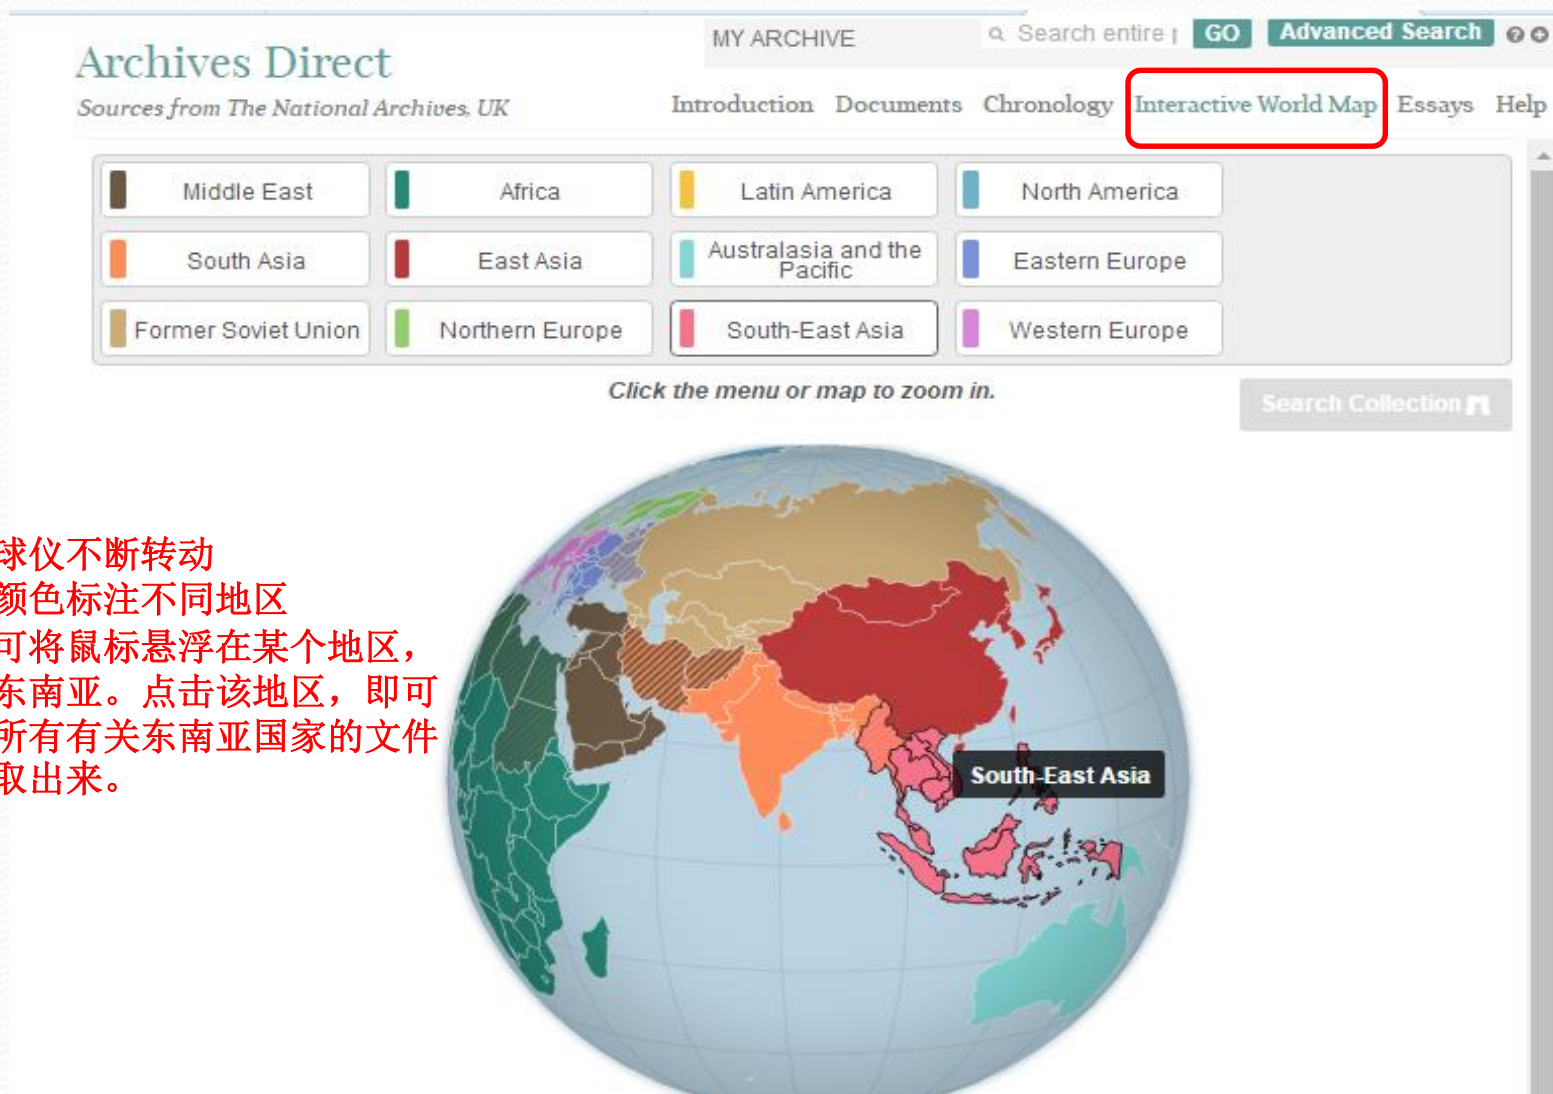 MY ARCHIVE
Search entire
GO
Advanced Search
Archives Direct
Sources from The National Archives, UK
Introduction Documents Chronology Interactive World Map Essays Help
Middle East Africa Latin America North America
South Asia East Asia Australasia and the Pacific Eastern Europe
Former Soviet Union Northern Europe South-East Asia Western Europe
Click the menu or map to zoom in.
Search Collection
球仪不断转动
颜色标注不同地区
可将鼠标悬浮在某个地区，
东南亚。点击该地区，即可
所有有关东南亚国家的文件
取出来。
South-East Asia